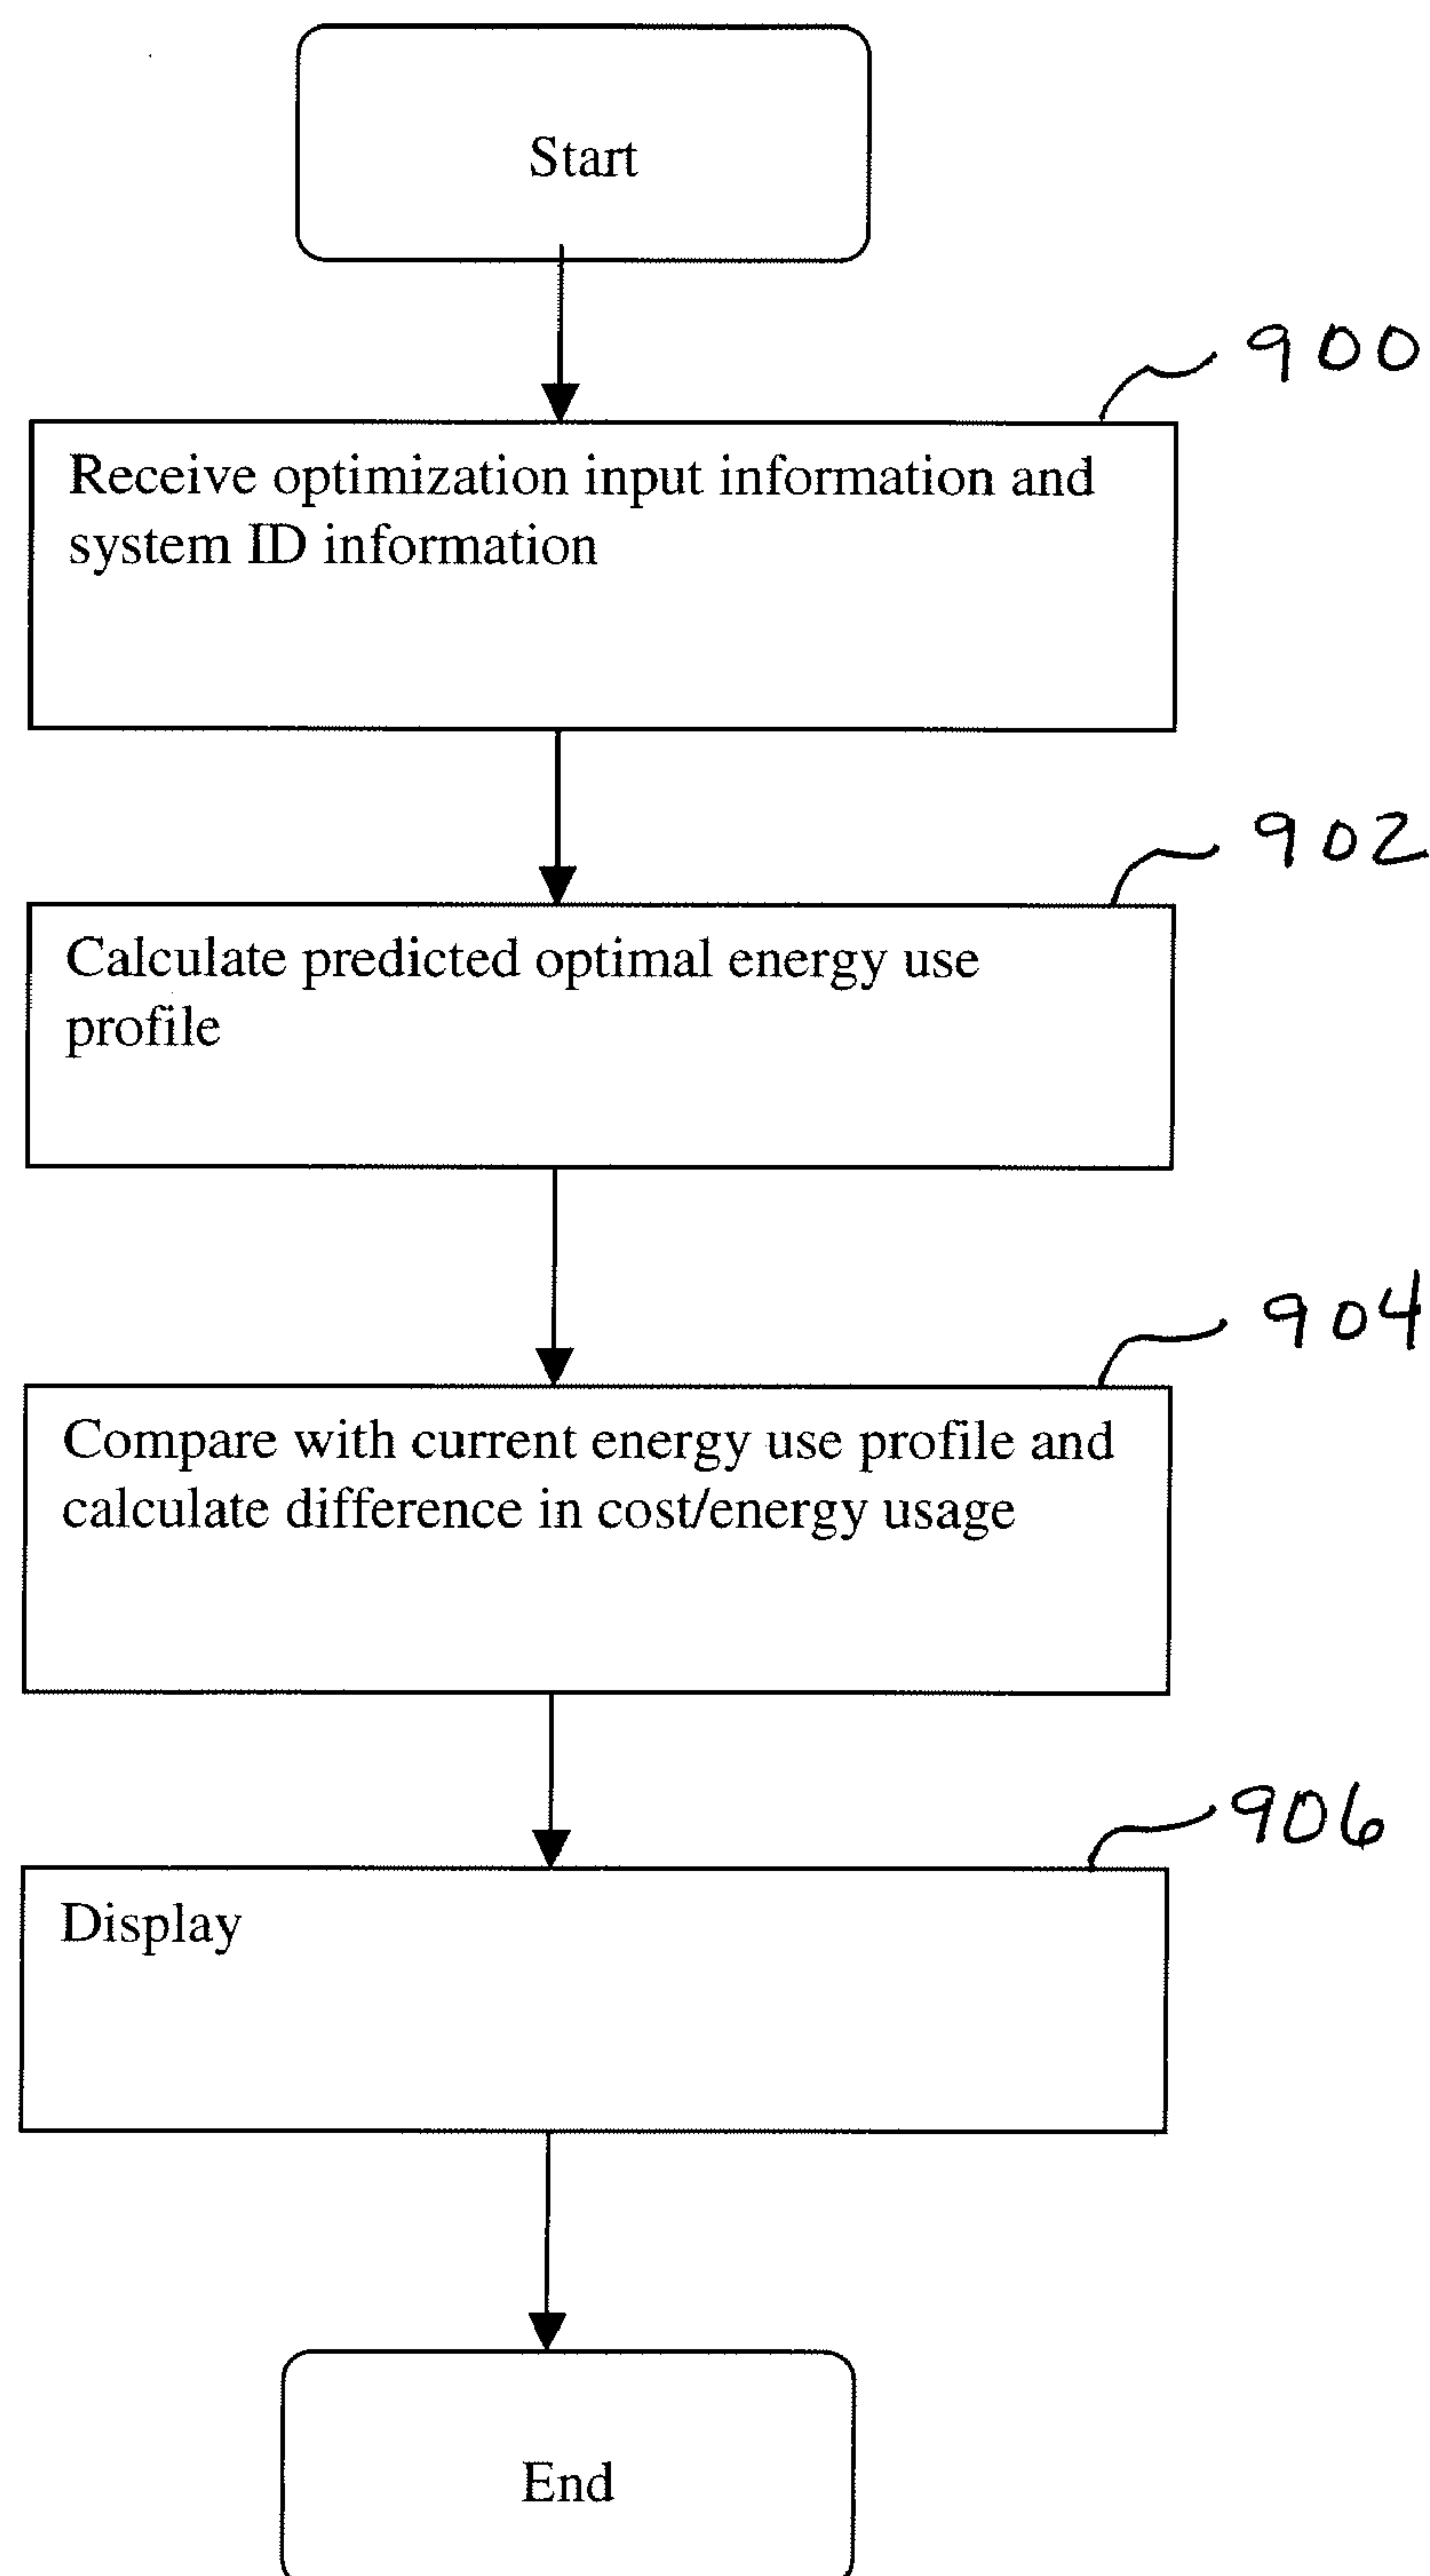 Start
900
Receive optimization input information and
system ID information
902
Calculate predicted optimal energy use
profile
904
Compare with current energy use profile and
calculate difference in cost/energy usage
906
Display
End